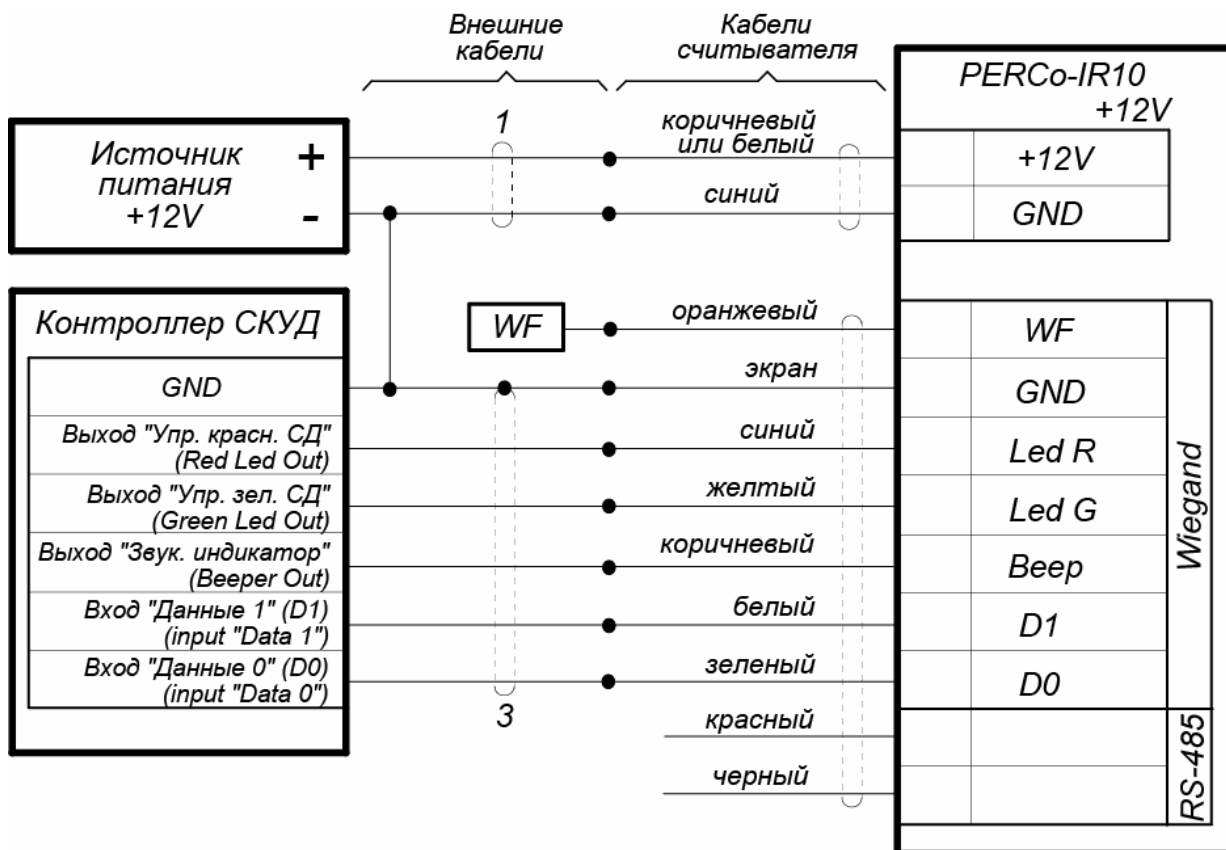 Внешние
кабели
Кабели
считывателя
PERCo-IR10
+12V
Источник
питания
+12V
+
-
1
коричневый
или белый
+12V
синий
GND
Контроллер СКУД
WF
оранжевый
WF
GND
экран
GND
Выход "Упр. красн. СД"
(Red Led Out)
синий
Led R
Выход "Упр. зел. СД"
(Green Led Out)
желтый
Led G
Выход "Звук. индикатор"
(Beeper Out)
коричневый
Beep
Вход "Данные 1" (D1)
(input "Data 1")
белый
D1
Вход "Данные 0" (D0)
(input "Data 0")
зеленый
D0
Wiegand
3
красный
черный
RS-485